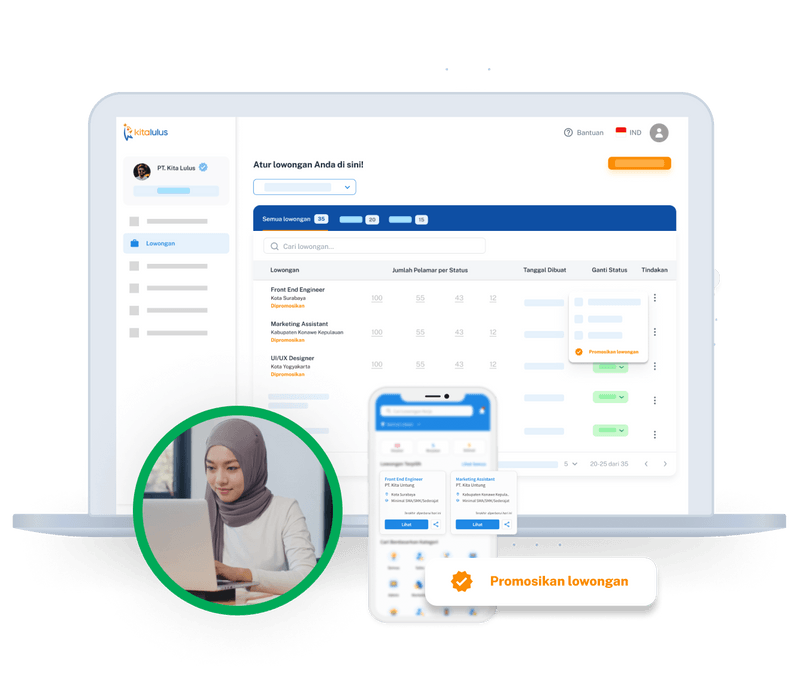 kitalulus
Bantuan
IND
PT. Kita Lulus
Atur lowongan Anda di sini!
Lowongan
Semua lowongan 35
20
15
Cari lowongan...
Lowongan Jumlah Pelamar per Status Tanggal Dibuat Ganti Status Tindakan
Front End Engineer
Kota Surabaya
Dipromosikan
100 55 43 12
Marketing Assistant
Kabupaten Konowe Kepulauan
Dipromosikan
100 55 43 12
Promosikan lowongan
UI/UX Designer
Kota Yogyakarta
Dipromosikan
100 55 43 12
5
20-25 dari 35
Front End Engineer
PT. Kita Untung
Kota Surabaya
Minimal SMA/SMK/Sederajat
Lihat
Marketing Assistant
PT. Kita Untung
Kabupaten Konowe Kepula..
Minimal SMA/SMK/Sederajat
Lihat
Promosikan lowongan